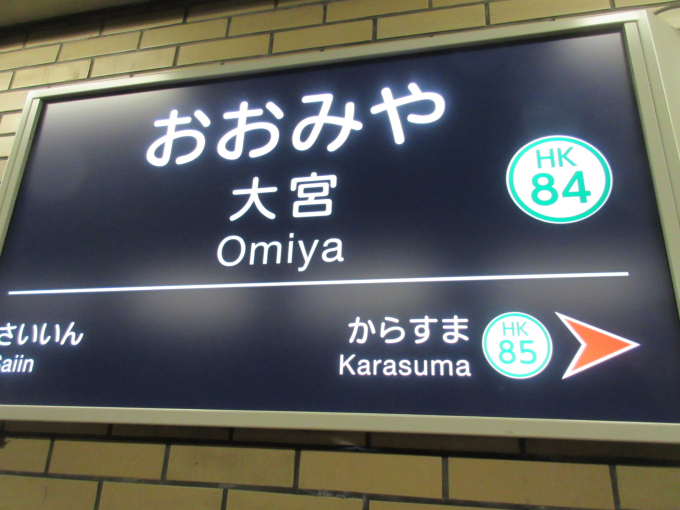 おおみや
大宮
Omiya
HK
84
さいいん
aiin
からすま
Karasuma
HK
85